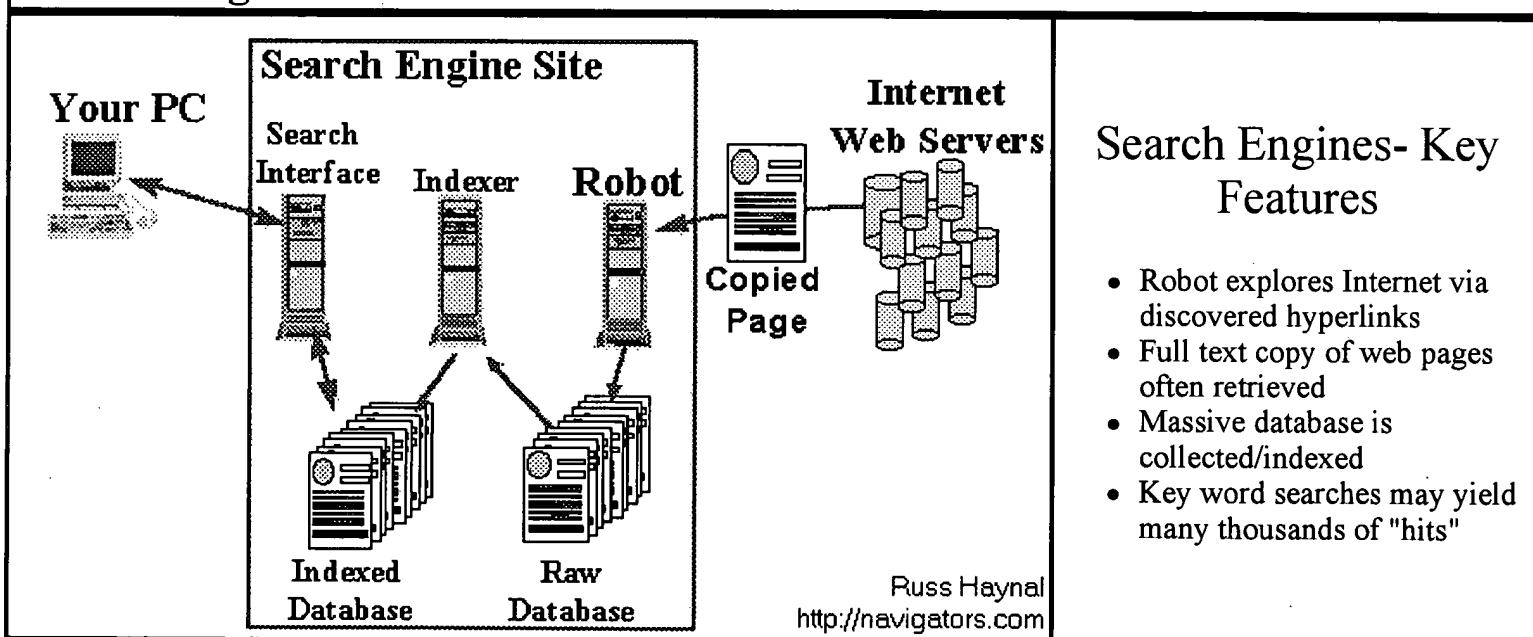 Search Engine Site
Your PC
Search
Interface
Indexer
Robot
Internet
Web Servers
Copied
Page
Indexed
Database
Raw
Database
Russ Haynal
http://navigators.com
Search Engines- Key
Features
• Robot explores Internet via
discovered hyperlinks
• Full text copy of web pages
often retrieved
• Massive database is
collected/indexed
• Key word searches may yield
many thousands of "hits"